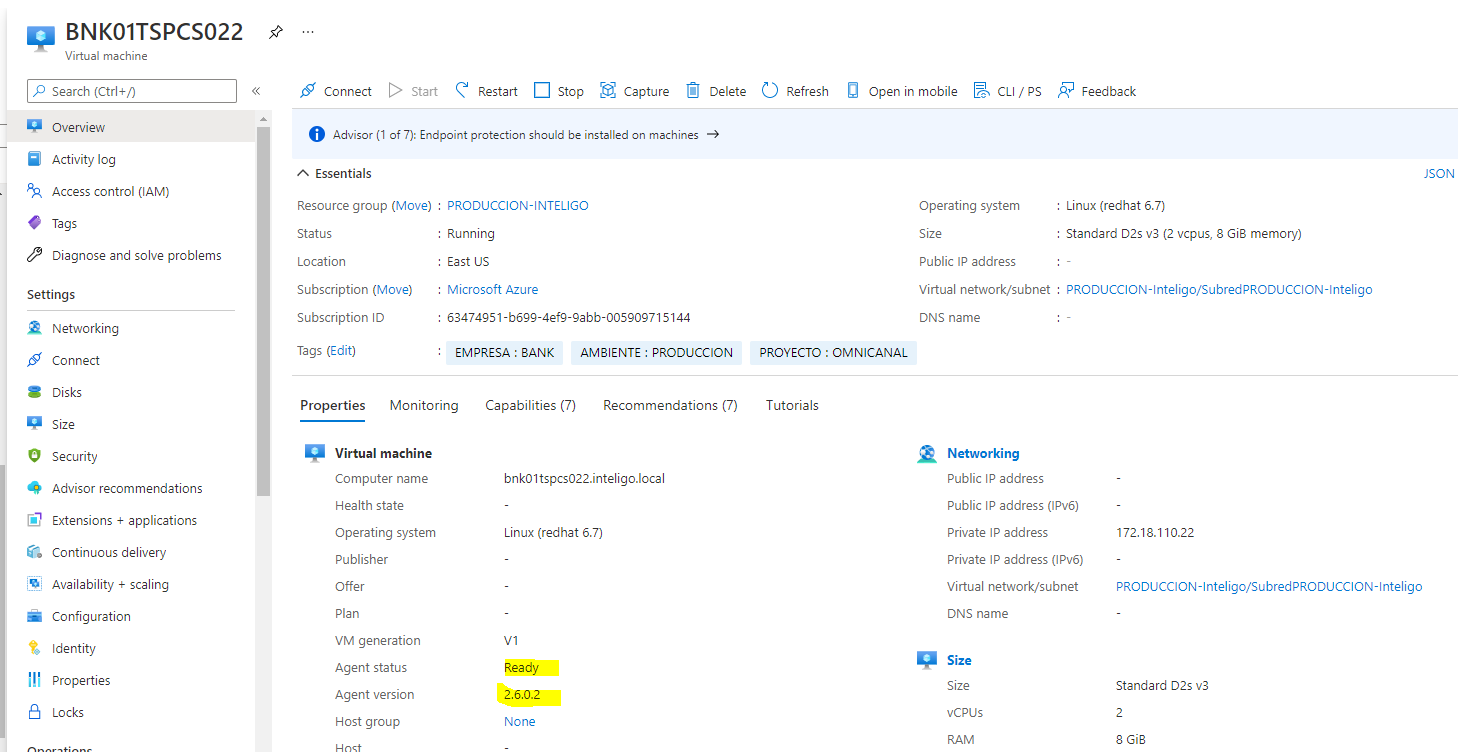 BNK01TSPCS022
Virtual machine
Search (Ctrl+/)
«
Overview
Activity log
Access control (IAM)
Tags
Diagnose and solve problems
Settings
Networking
Connect
Disks
Size
Security
Advisor recommendations
Extensions + applications
Continuous delivery
Availability + scaling
Configuration
Identity
Properties
Locks
Operations
Connect Start Restart Stop Capture Delete Refresh Open in mobile CLI / PS Feedback
Advisor (1 of 7): Endpoint protection should be installed on machines →
Essentials JSON
Resource group (Move) : PRODUCCION-INTELIGO
Status : Running
Location : East US
Subscription (Move) : Microsoft Azure
Subscription ID : 63474951-b699-4ef9-9abb-005909715144
Tags (Edit) : EMPRESA : BANK AMBIENTE : PRODUCCION PROYECTO : OMNICANAL
Operating system : Linux (redhat 6.7)
Size : Standard D2s v3 (2 vcpus, 8 GiB memory)
Public IP address : -
Virtual network/subnet : PRODUCCION-Inteligo/SubredPRODUCCION-Inteligo
DNS name : -
Properties Monitoring Capabilities (7) Recommendations (7) Tutorials
Virtual machine
Computer name bnk01tspcs022.inteligo.local
Health state -
Operating system Linux (redhat 6.7)
Publisher -
Offer -
Plan -
VM generation V1
Agent status Ready
Agent version 2.6.0.2
Host group None
Host -
Networking
Public IP address -
Public IP address (IPv6) -
Private IP address 172.18.110.22
Private IP address (IPv6) -
Virtual network/subnet PRODUCCION-Inteligo/SubredPRODUCCION-Inteligo
DNS name -
Size
Size Standard D2s v3
vCPUs 2
RAM 8 GiB